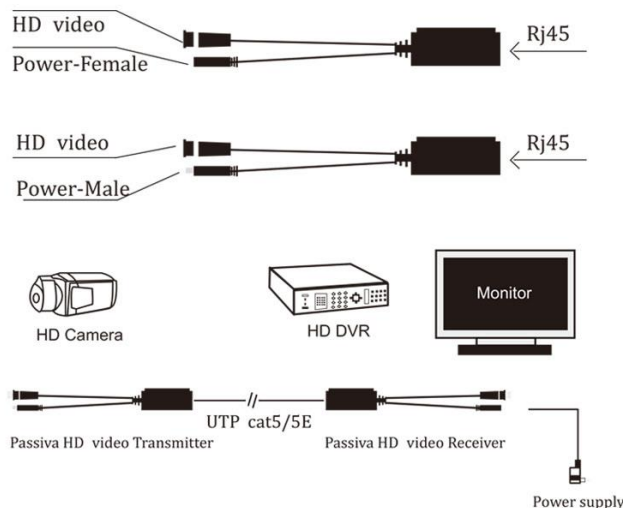 HD video
Rj45
Power-Female
HD video
Rj45
Power-Male
Monitor
HD Camera
HD DVR
UTP cat5/5E
Passiva HD video Transmitter
Passiva HD video Receiver
Power supply